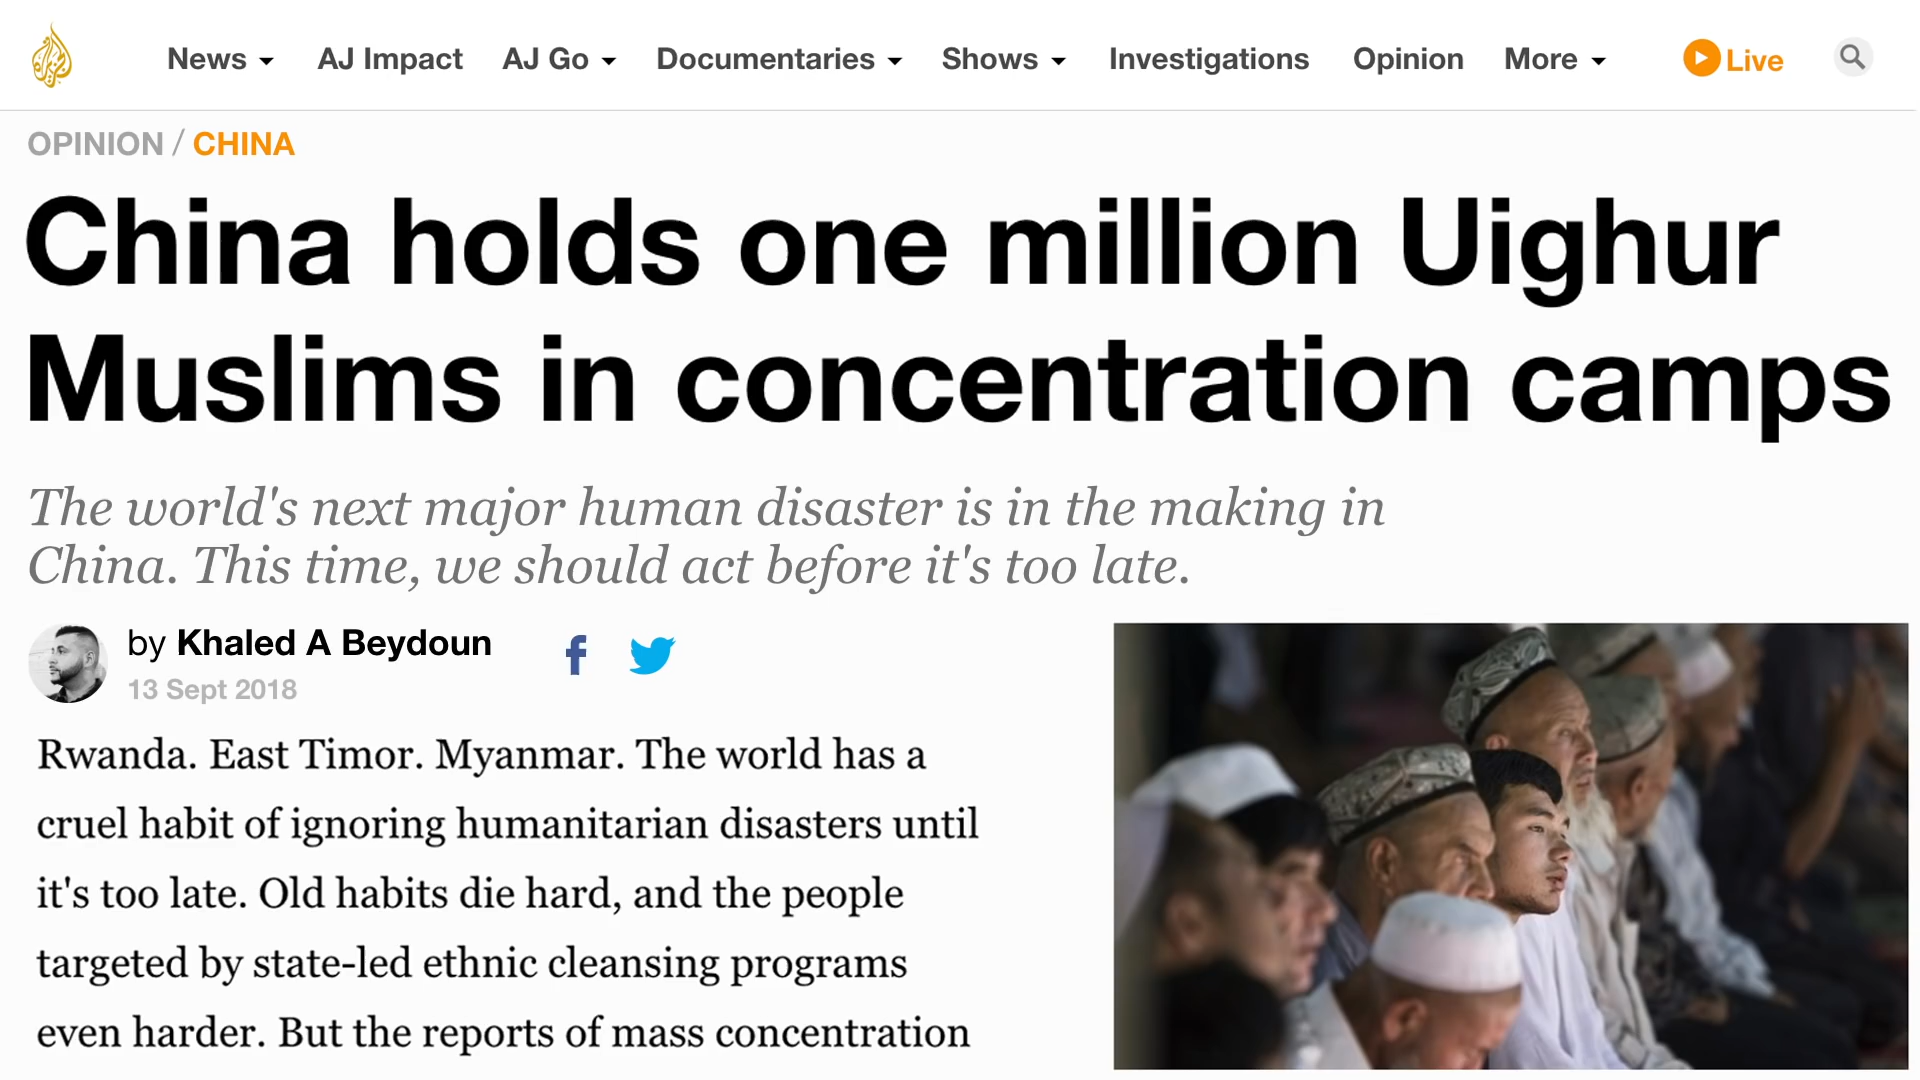 News AJ Impact AJ Go Documentaries Shows Investigations Opinion More Live
OPINION / CHINA
China holds one million Uighur
Muslims in concentration camps
The world's next major human disaster is in the making in
China. This time, we should act before it's too late.
by Khaled A Beydoun
13 Sept 2018
Rwanda. East Timor. Myanmar. The world has a
cruel habit of ignoring humanitarian disasters until
it's too late. Old habits die hard, and the people
targeted by state-led ethnic cleansing programs
even harder. But the reports of mass concentration